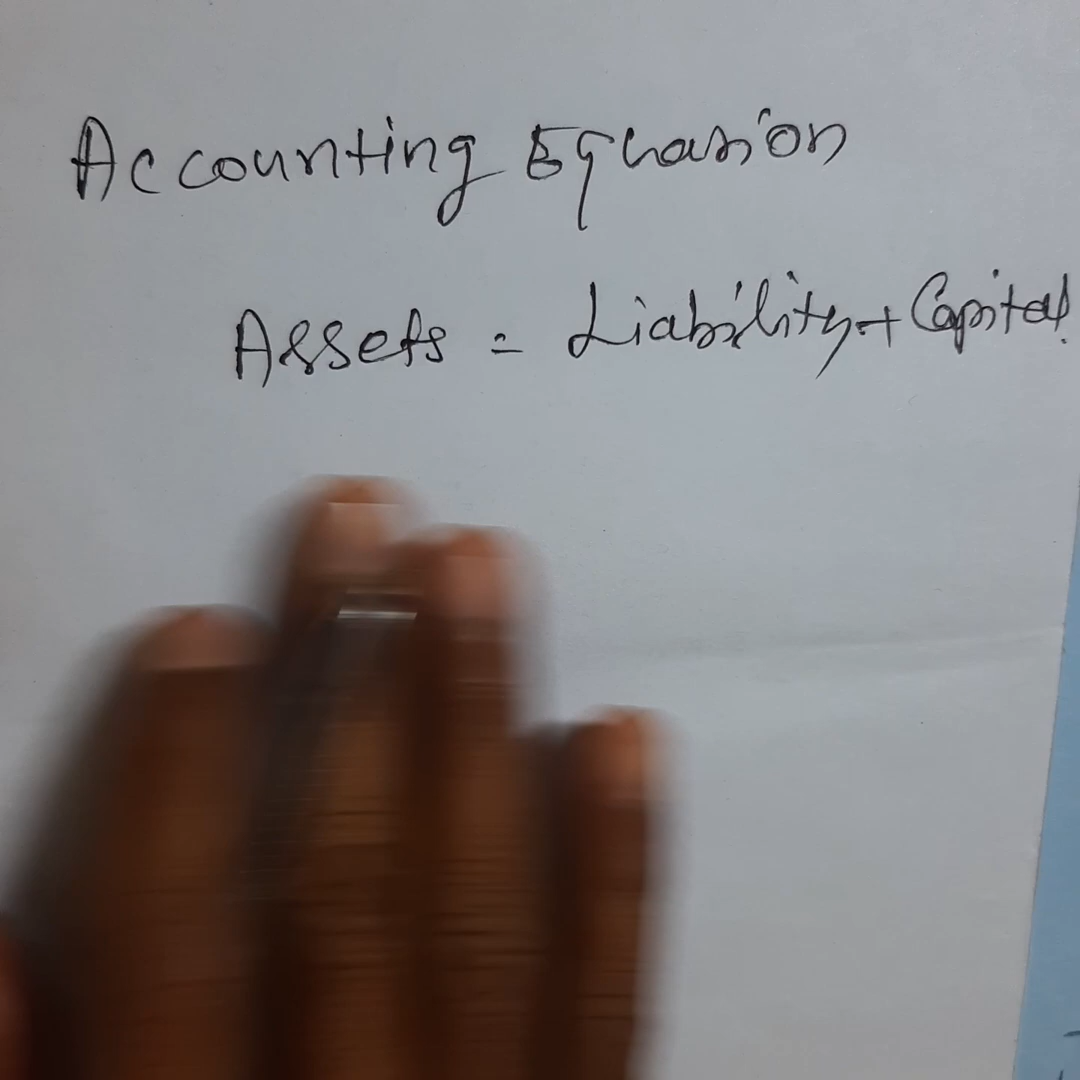 Accounting Equation
Assets = Liability + Capital.